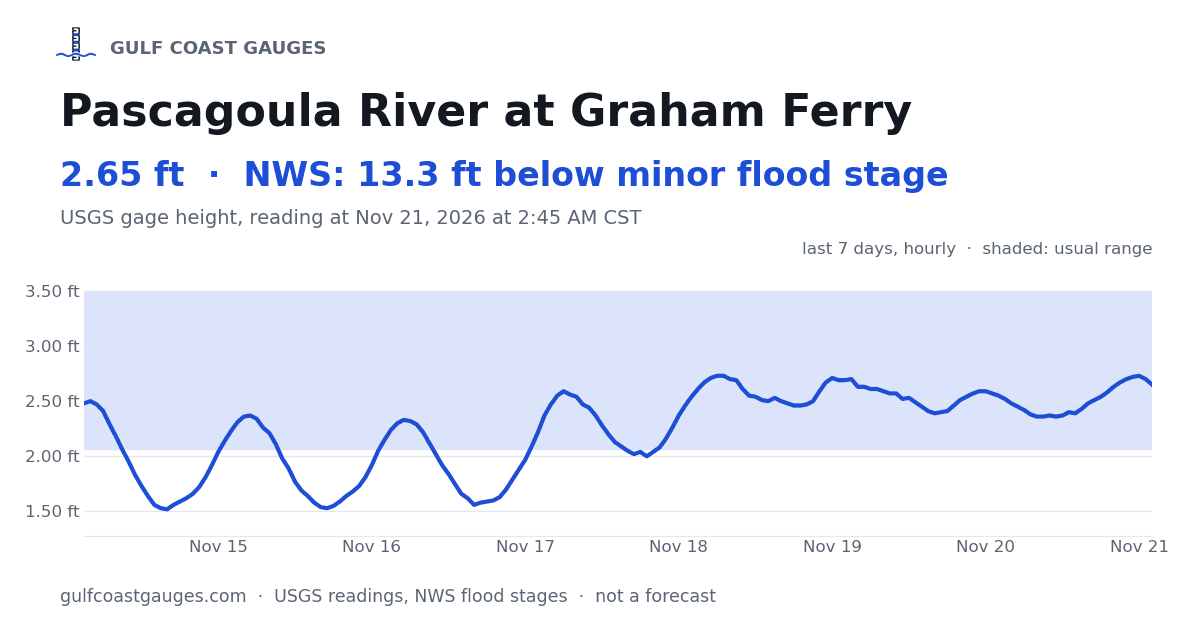 GULF COAST GAUGES
Pascagoula River at Graham Ferry
2.65 ft · NWS: 13.3 ft below minor flood stage
USGS gage height, reading at Nov 21, 2026 at 2:45 AM CST
last 7 days, hourly · shaded: usual range
3.50 ft
3.00 ft
2.50 ft
2.00 ft
1.50 ft
Nov 15 Nov 16 Nov 17 Nov 18 Nov 19 Nov 20 Nov 21
gulfcoastgauges.com · USGS readings, NWS flood stages · not a forecast